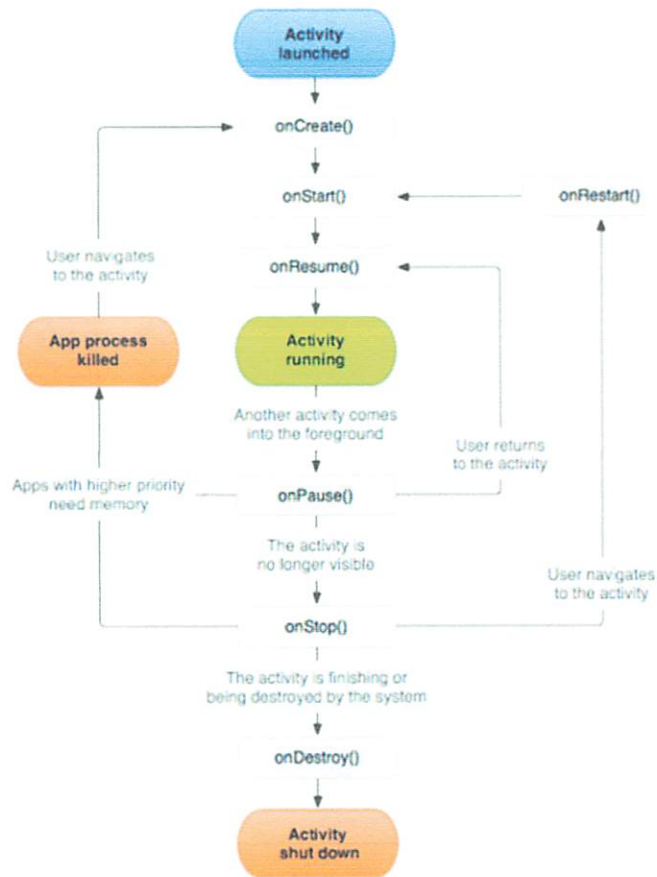 Activity
launched
onCreate()
onStart()
onRestart()
User navigates
to the activity
onResume()
App process
killed
Activity
running
Another activity comes
into the foreground
User returns
to the activity
Apps with higher priority
need memory
onPause()
The activity is
no longer visible
User navigates
to the activity
onStop()
The activity is finishing or
being destroyed by the system
onDestroy()
Activity
shut down